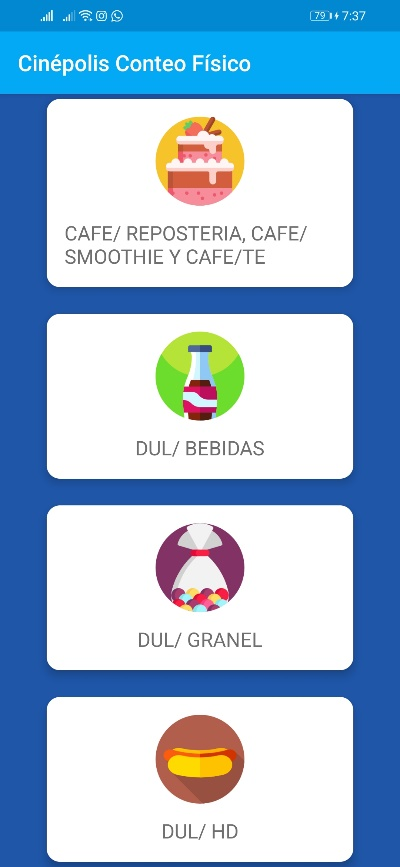 79 7:37
Cinépolis Conteo Físico
CAFE/ REPOSTERIA, CAFE/
SMOOTHIE Y CAFE/TE
DUL/ BEBIDAS
DUL/ GRANEL
DUL/ HD